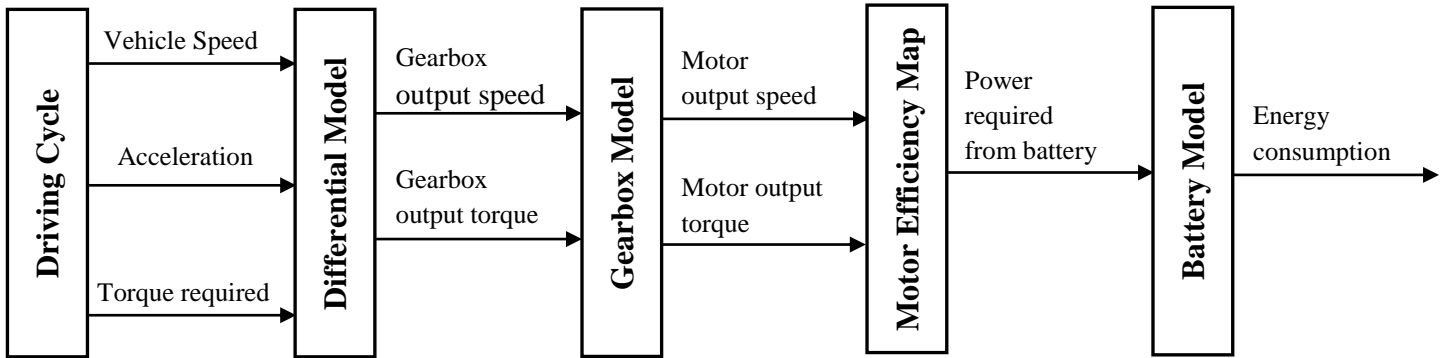 Driving Cycle
Vehicle Speed
Acceleration
Torque required
Differential Model
Gearbox
output speed
Gearbox
output torque
Gearbox Model
Motor
output speed
Motor output
torque
Motor Efficiency Map
Power
required
from battery
Battery Model
Energy
consumption